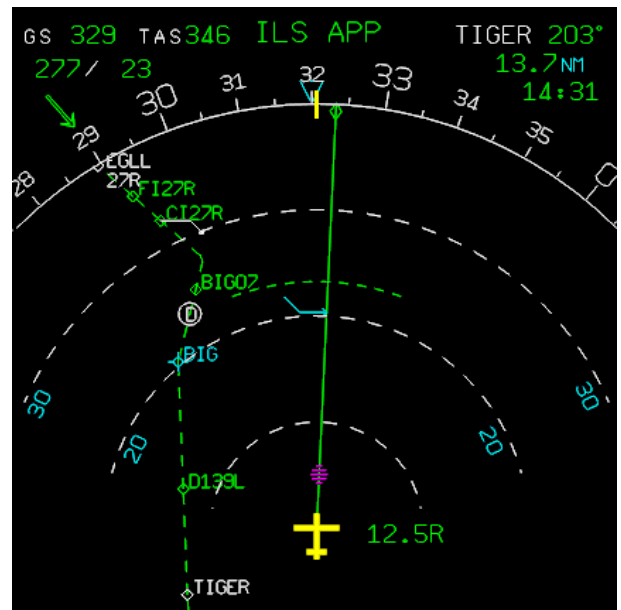 GS 329 TAS346 ILS APP TIGER 203°
277/ 23 13.7NM
14:31
28 29 30 31 32 33 34 35 0
EGLL
27R
FI27R
CI27R
BIG07
D
BIG
30 20 20 30
D139L
12.5R
TIGER